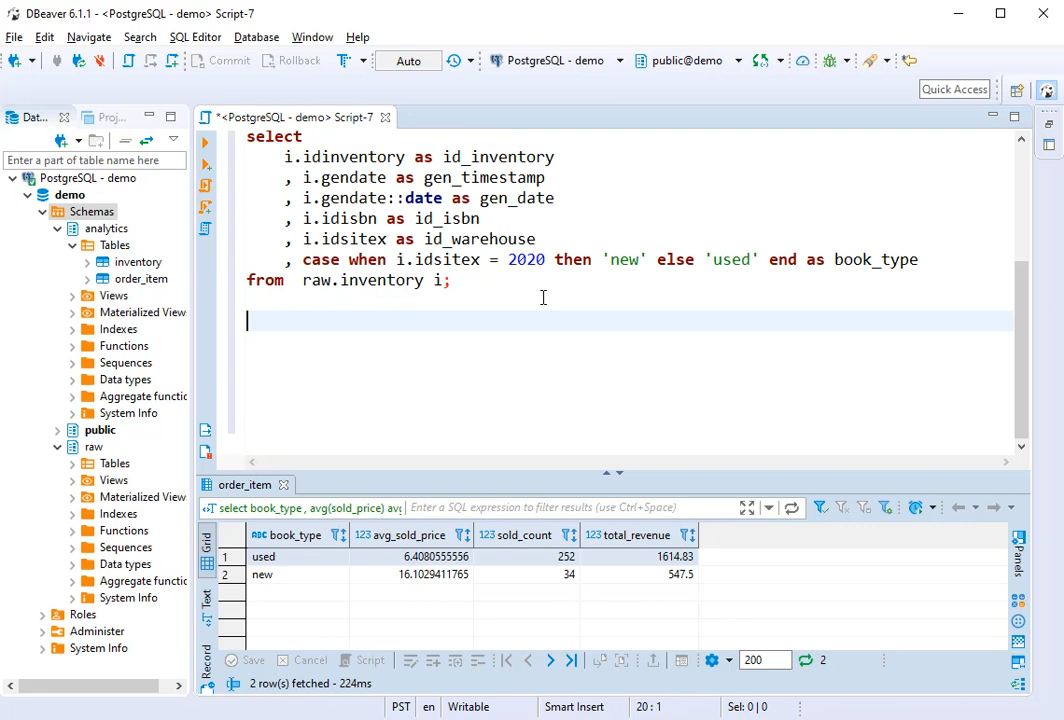 DBeaver 6.1.1 - <PostgreSQL - demo> Script-7
File Edit Navigate Search SQL Editor Database Window Help
Commit Rollback Auto PostgreSQL - demo public@demo
Quick Access
Dat... Proj... *<PostgreSQL - demo> Script-7
Enter a part of table name here
PostgreSQL - demo
demo
Schemas
analytics
Tables
inventory
order_item
Views
Materialized View
Indexes
Functions
Sequences
Data types
Aggregate functio
System Info
public
raw
Tables
Views
Materialized View
Indexes
Functions
Sequences
Data types
Aggregate functio
System Info
Roles
Administer
System Info
select
i.idinventory as id_inventory
, i.gendate as gen_timestamp
, i.gendate::date as gen_date
, i.idisbn as id_isbn
, i.idsitex as id_warehouse
, case when i.idsitex = 2020 then 'new' else 'used' end as book_type
from raw.inventory i;
order_item
select book_type , avg(sold_price) avg Enter a SQL expression to filter results (use Ctrl+Space)
Grid
Text
Record
ABC book_type 123 avg_sold_price 123 sold_count 123 total_revenue
1 used 6.4080555556 252 1614.83
2 new 16.1029411765 34 547.5
Panels
Save Cancel Script 200 2
2 row(s) fetched - 224ms
PST en Writable Smart Insert 20 : 1 Sel: 0 | 0